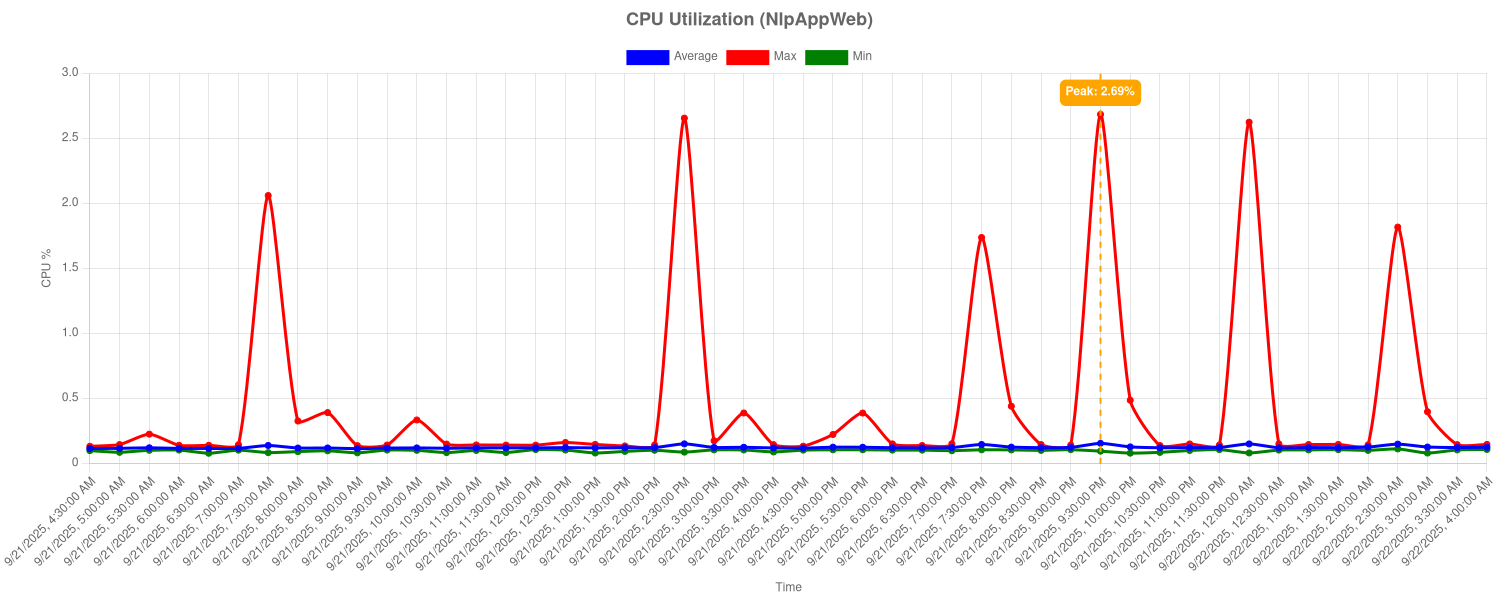 CPU Utilization (NlpAppWeb)
Average Max Min
3.0
Peak: 2.69%
2.5
2.0
1.5
CPU %
1.0
0.5
0
9/21/2025, 4:30:00 AM
9/21/2025, 5:00:00 AM
9/21/2025, 5:30:00 AM
9/21/2025, 6:00:00 AM
9/21/2025, 6:30:00 AM
9/21/2025, 7:00:00 AM
9/21/2025, 7:30:00 AM
9/21/2025, 8:00:00 AM
9/21/2025, 8:30:00 AM
9/21/2025, 9:00:00 AM
9/21/2025, 9:30:00 AM
9/21/2025, 10:00:00 AM
9/21/2025, 10:30:00 AM
9/21/2025, 11:00:00 AM
9/21/2025, 11:30:00 AM
9/21/2025, 12:00:00 PM
9/21/2025, 12:30:00 PM
9/21/2025, 1:00:00 PM
9/21/2025, 1:30:00 PM
9/21/2025, 2:00:00 PM
9/21/2025, 2:30:00 PM
9/21/2025, 3:00:00 PM
9/21/2025, 3:30:00 PM
9/21/2025, 4:00:00 PM
9/21/2025, 4:30:00 PM
9/21/2025, 5:00:00 PM
9/21/2025, 5:30:00 PM
9/21/2025, 6:00:00 PM
9/21/2025, 6:30:00 PM
9/21/2025, 7:00:00 PM
9/21/2025, 7:30:00 PM
9/21/2025, 8:00:00 PM
9/21/2025, 8:30:00 PM
9/21/2025, 9:00:00 PM
9/21/2025, 9:30:00 PM
9/21/2025, 10:00:00 PM
9/21/2025, 10:30:00 PM
9/21/2025, 11:00:00 PM
9/21/2025, 11:30:00 PM
9/22/2025, 12:00:00 AM
9/22/2025, 12:30:00 AM
9/22/2025, 1:00:00 AM
9/22/2025, 1:30:00 AM
9/22/2025, 2:00:00 AM
9/22/2025, 2:30:00 AM
9/22/2025, 3:00:00 AM
9/22/2025, 3:30:00 AM
9/22/2025, 4:00:00 AM
Time